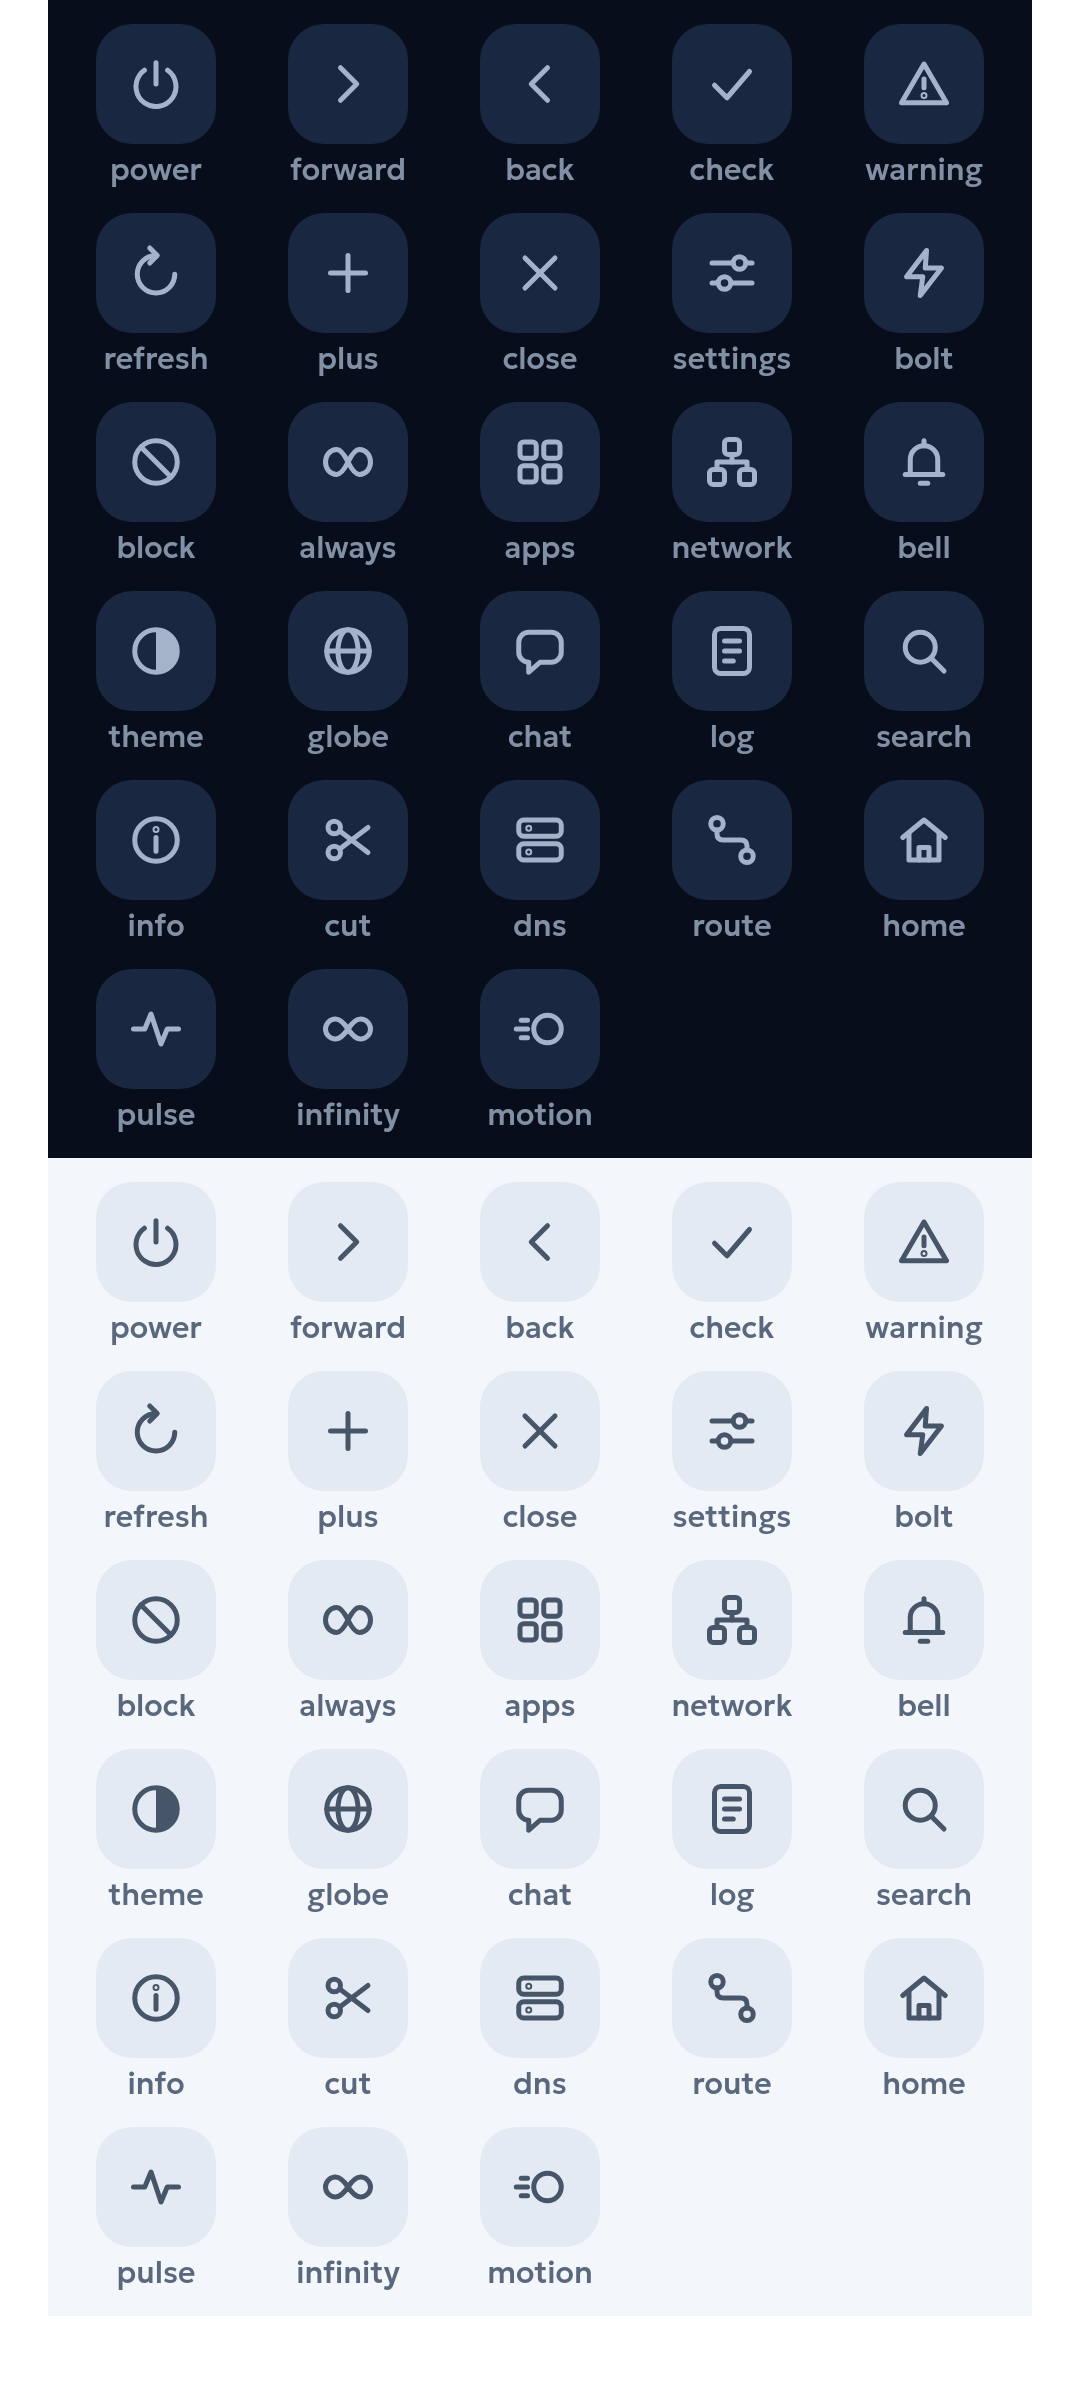 power forward back check warning
refresh plus close settings bolt
block always apps network bell
theme globe chat log search
info cut dns route home
pulse infinity motion
power forward back check warning
refresh plus close settings bolt
block always apps network bell
theme globe chat log search
info cut dns route home
pulse infinity motion